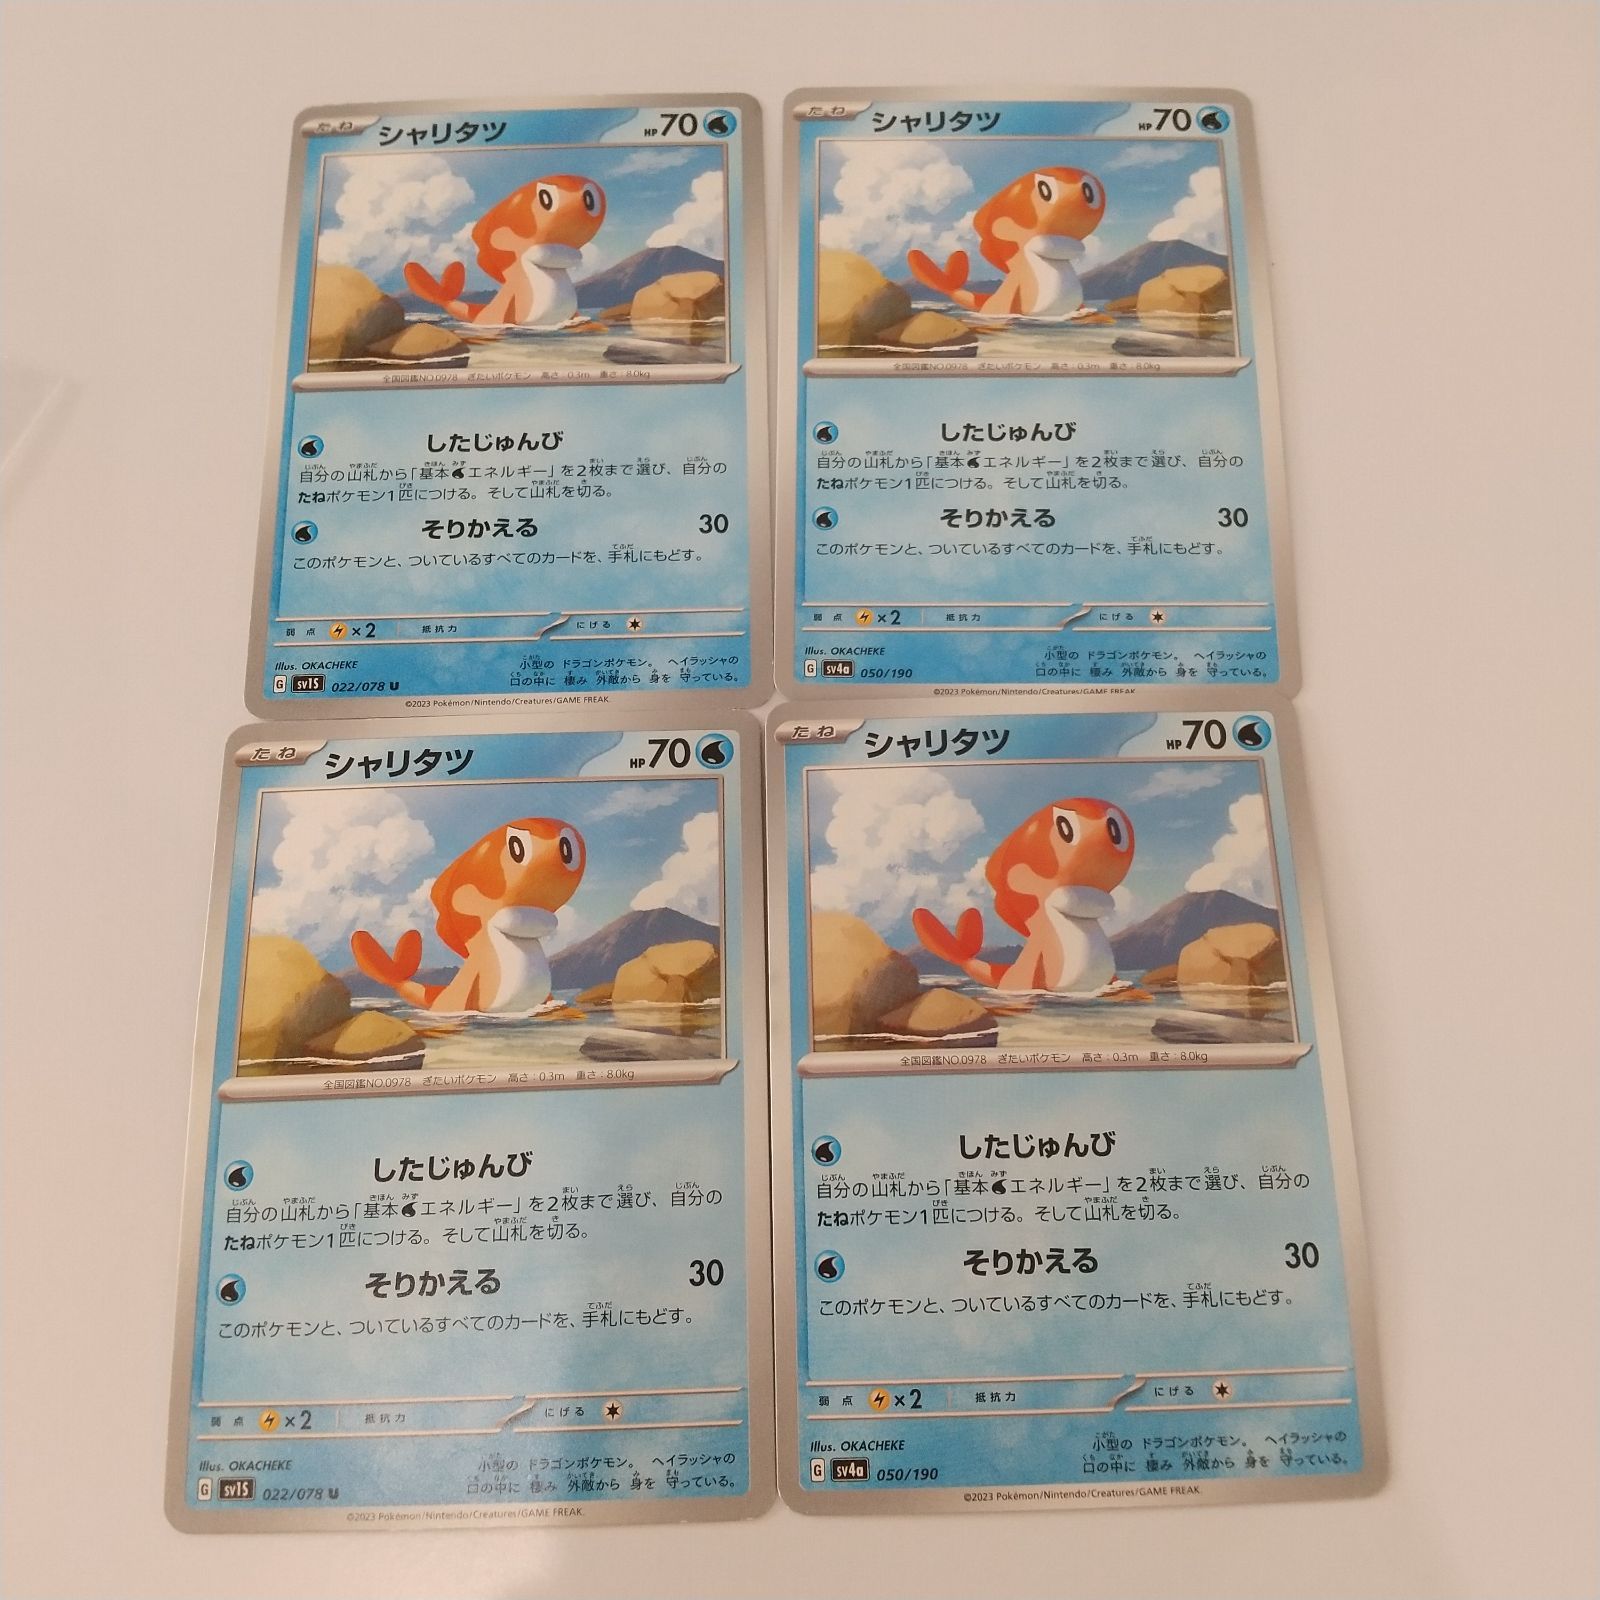 たね シャリタツ HP70
全国図鑑NO.0978 ぎたいポケモン 高さ:0.3m 重さ:8.0kg
したじゅんび
自分の山札から「基本エネルギー」を2枚まで選び、自分の
たねポケモン1匹につける。そして山札を切る。
そりかえる 30
このポケモンと、ついているすべてのカードを、手札にもどす。
弱点 ×2 抵抗力 にげる
Illus. OKACHEKE
小型の ドラゴンポケモン。 ヘイラッシャの
口の中に 棲み 外敵から 身を 守っている。
G sv1S 022/078 U
©2023 Pokémon/Nintendo/Creatures/GAME FREAK.
たね シャリタツ HP70
全国図鑑NO.0978 ぎたいポケモン 高さ:0.3m 重さ:8.0kg
したじゅんび
自分の山札から「基本エネルギー」を2枚まで選び、自分の
たねポケモン1匹につける。そして山札を切る。
そりかえる 30
このポケモンと、ついているすべてのカードを、手札にもどす。
弱点 ×2 抵抗力 にげる
Illus. OKACHEKE
小型の ドラゴンポケモン。 ヘイラッシャの
口の中に 棲み 外敵から 身を 守っている。
G sv4a 050/190
©2023 Pokémon/Nintendo/Creatures/GAME FREAK.
たね シャリタツ HP70
全国図鑑NO.0978 ぎたいポケモン 高さ:0.3m 重さ:8.0kg
したじゅんび
自分の山札から「基本エネルギー」を2枚まで選び、自分の
たねポケモン1匹につける。そして山札を切る。
そりかえる 30
このポケモンと、ついているすべてのカードを、手札にもどす。
弱点 ×2 抵抗力 にげる
Illus. OKACHEKE
小型の ドラゴンポケモン。 ヘイラッシャの
口の中に 棲み 外敵から 身を 守っている。
G sv1S 022/078 U
©2023 Pokémon/Nintendo/Creatures/GAME FREAK.
たね シャリタツ HP70
全国図鑑NO.0978 ぎたいポケモン 高さ:0.3m 重さ:8.0kg
したじゅんび
自分の山札から「基本エネルギー」を2枚まで選び、自分の
たねポケモン1匹につける。そして山札を切る。
そりかえる 30
このポケモンと、ついているすべてのカードを、手札にもどす。
弱点 ×2 抵抗力 にげる
Illus. OKACHEKE
小型の ドラゴンポケモン。 ヘイラッシャの
口の中に 棲み 外敵から 身を 守っている。
G sv4a 050/190
©2023 Pokémon/Nintendo/Creatures/GAME FREAK.